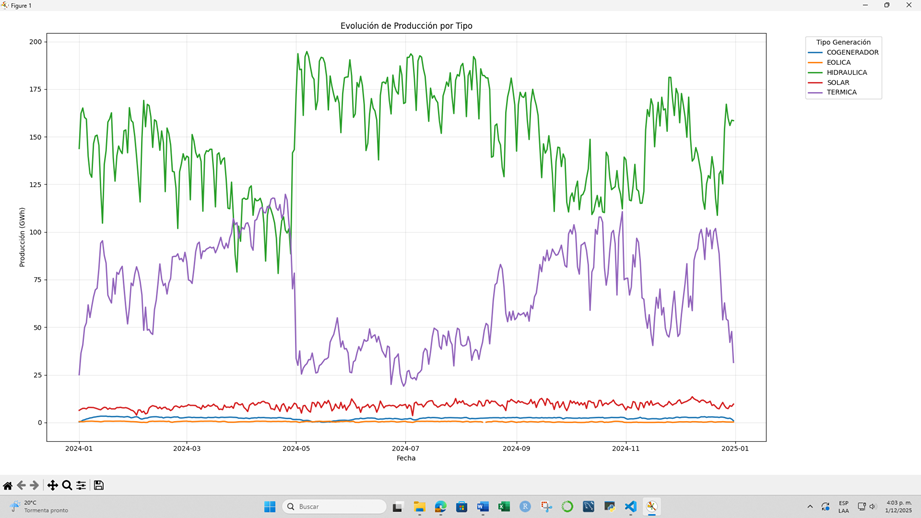 Figure 1
Evolución de Producción por Tipo
Tipo Generación
COGENERADOR
EOLICA
HIDRAULICA
SOLAR
TERMICA
200
175
150
125
100
75
50
25
0
Producción (GWh)
2024-01
2024-03
2024-05
2024-07
2024-09
2024-11
2025-01
Fecha
20°C
Tormenta pronto
Buscar
ESP
LAA
4:03 p. m.
1/12/2025